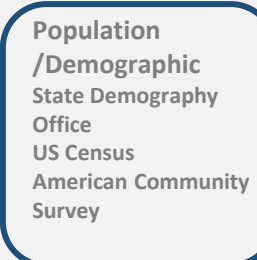 Population
/Demographic
State Demography
Office
US Census
American Community
Survey